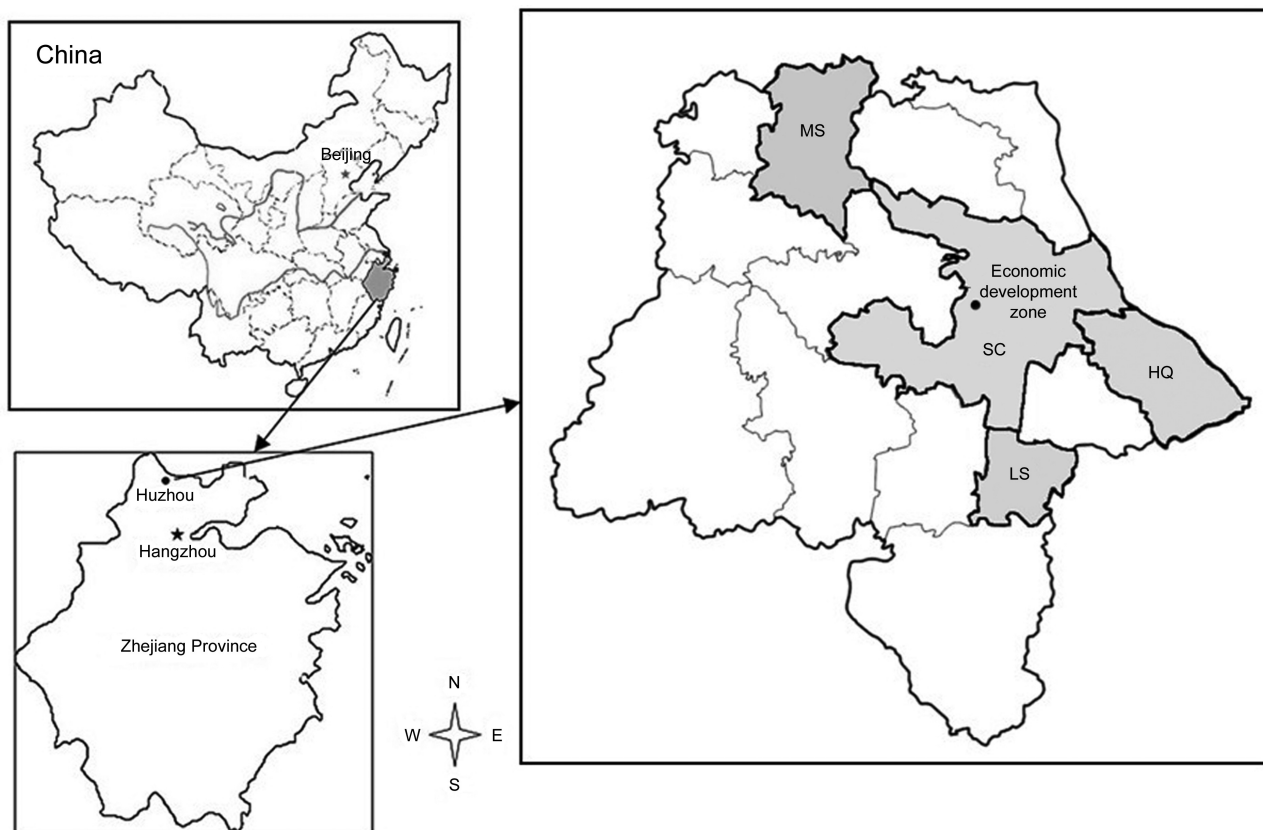 China
Beijing
Huzhou
Hangzhou
Zhejiang Province
N
W
E
S
MS
Economic
development
zone
SC
HQ
LS